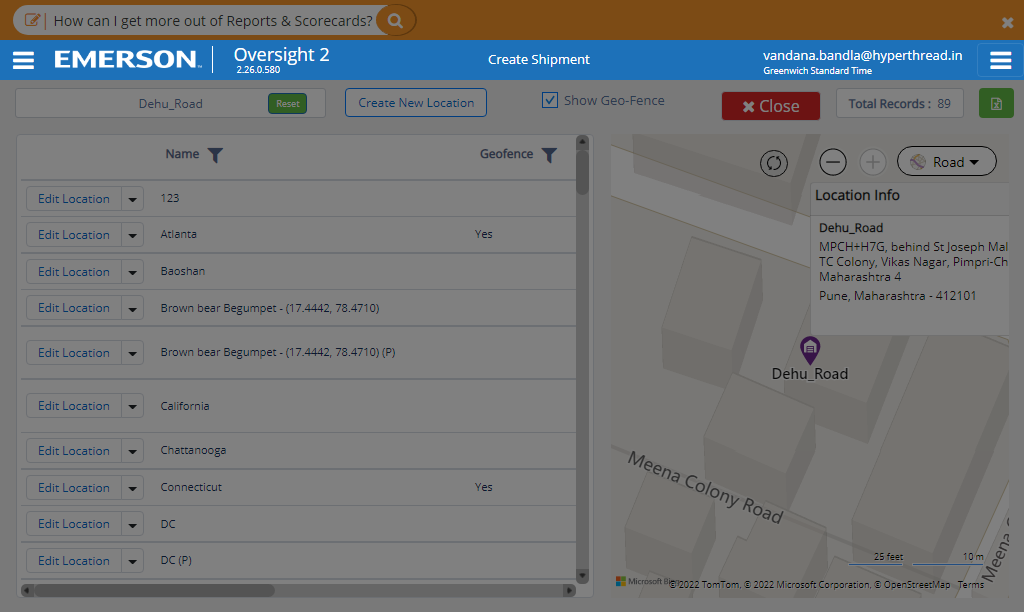 How can I get more out of Reports & Scorecards?
EMERSON™
Oversight 2
2.26.0.580
Create Shipment
vandana.bandla@hyperthread.in
Greenwich Standard Time
Dehu_Road
Reset
Create New Location
Show Geo-Fence
Close
Total Records : 89
Name
Geofence
Edit Location
123
Edit Location
Atlanta
Yes
Edit Location
Baoshan
Edit Location
Brown bear Begumpet - (17.4442, 78.4710)
Edit Location
Brown bear Begumpet - (17.4442, 78.4710) (P)
Edit Location
California
Edit Location
Chattanooga
Edit Location
Connecticut
Yes
Edit Location
DC
Edit Location
DC (P)
Road
Location Info
Dehu_Road
MPCH+H7G, behind St Joseph Mal
TC Colony, Vikas Nagar, Pimpri-Ch
Maharashtra 4
Pune, Maharashtra - 412101
Dehu_Road
Meena Colony Road
Meena
25 feet
10 m
Microsoft
© 2022 TomTom, © 2022 Microsoft Corporation, © OpenStreetMap
Terms